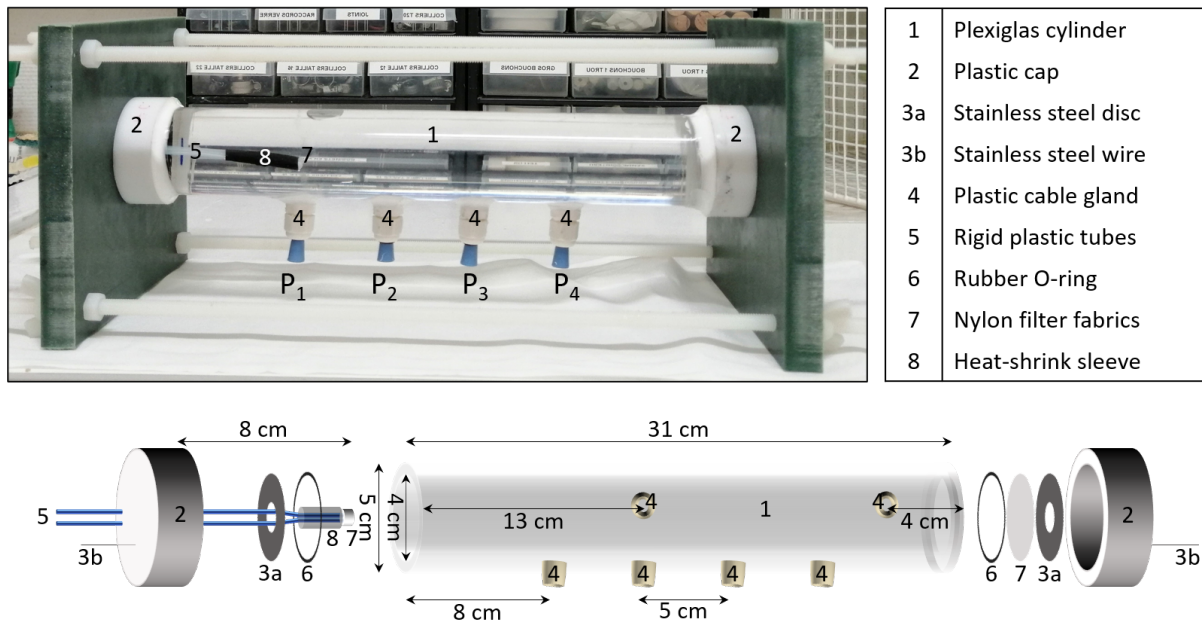 RACCORDS VERRE
JOINTS
COLLIERS T20
COLLIERS TAILLE 22
COLLIERS TAILLE 16
COLLIERS TAILLE 12
GROS BOUCHONS
BOUCHONS 1 TROU
2
5
8
7
1
2
4 4 4 4
P1 P2 P3 P4
1 Plexiglas cylinder
2 Plastic cap
3a Stainless steel disc
3b Stainless steel wire
4 Plastic cable gland
5 Rigid plastic tubes
6 Rubber O-ring
7 Nylon filter fabrics
8 Heat-shrink sleeve
8 cm
31 cm
5
2
3b
3a
6
8
7
5 cm
4 cm
13 cm
4
1
4
4 cm
4 4 4 4
8 cm
5 cm
6
7
3a
2
3b